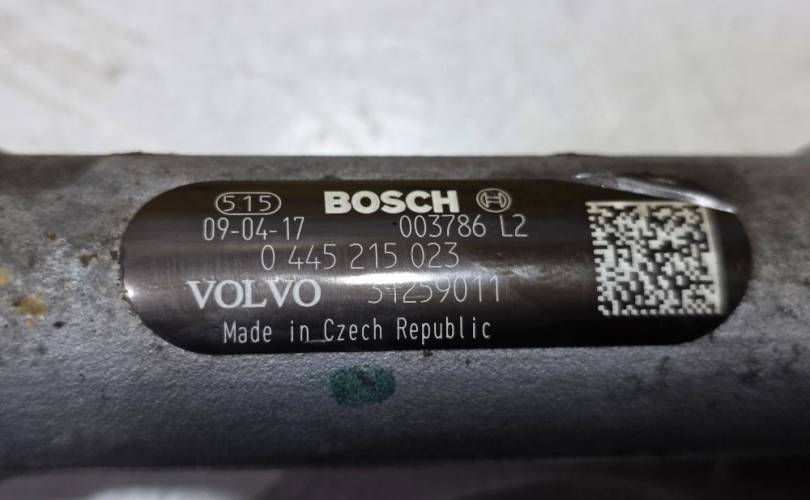 515 BOSCH
09-04-17 003786 L2
0 445 215 023
VOLVO 31259011
Made in Czech Republic